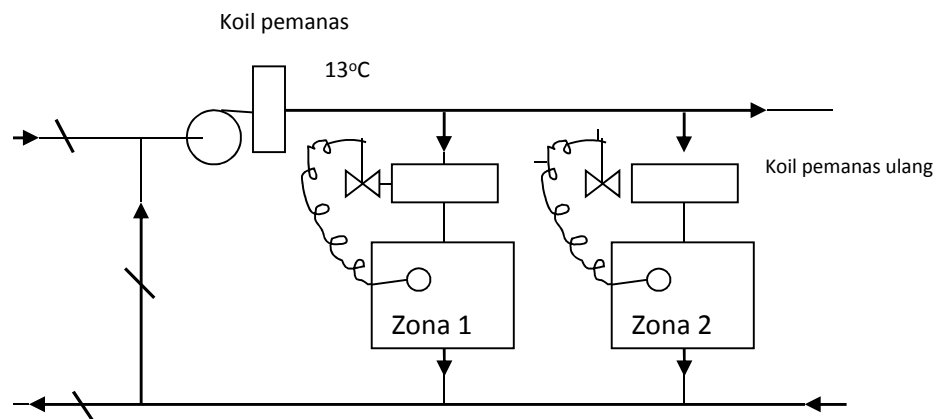 Koil pemanas
13°C
Koil pemanas ulang
Zona 1
Zona 2